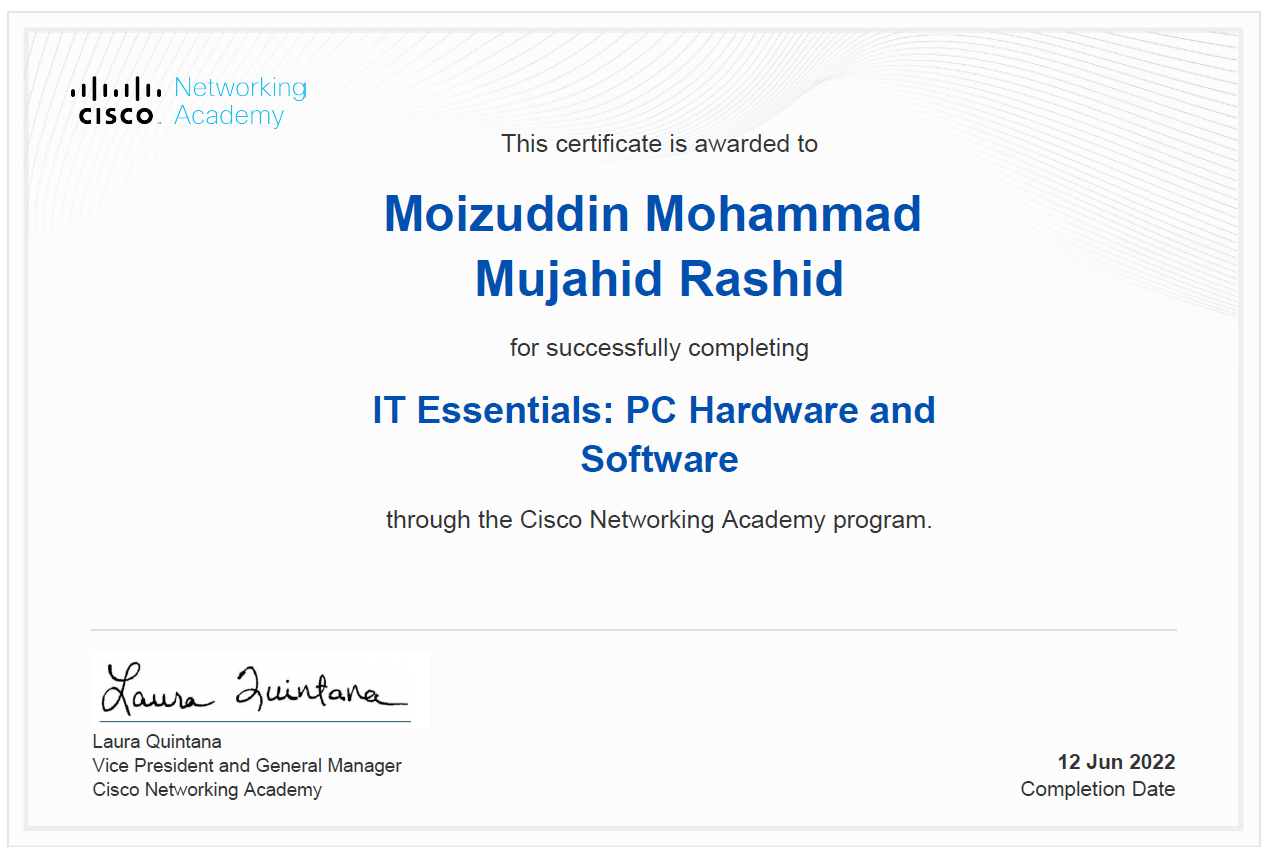 Networking
CISCO™ Academy
This certificate is awarded to
Moizuddin Mohammad
Mujahid Rashid
for successfully completing
IT Essentials: PC Hardware and
Software
through the Cisco Networking Academy program.
Laura Quintana
Laura Quintana
Vice President and General Manager
Cisco Networking Academy
12 Jun 2022
Completion Date